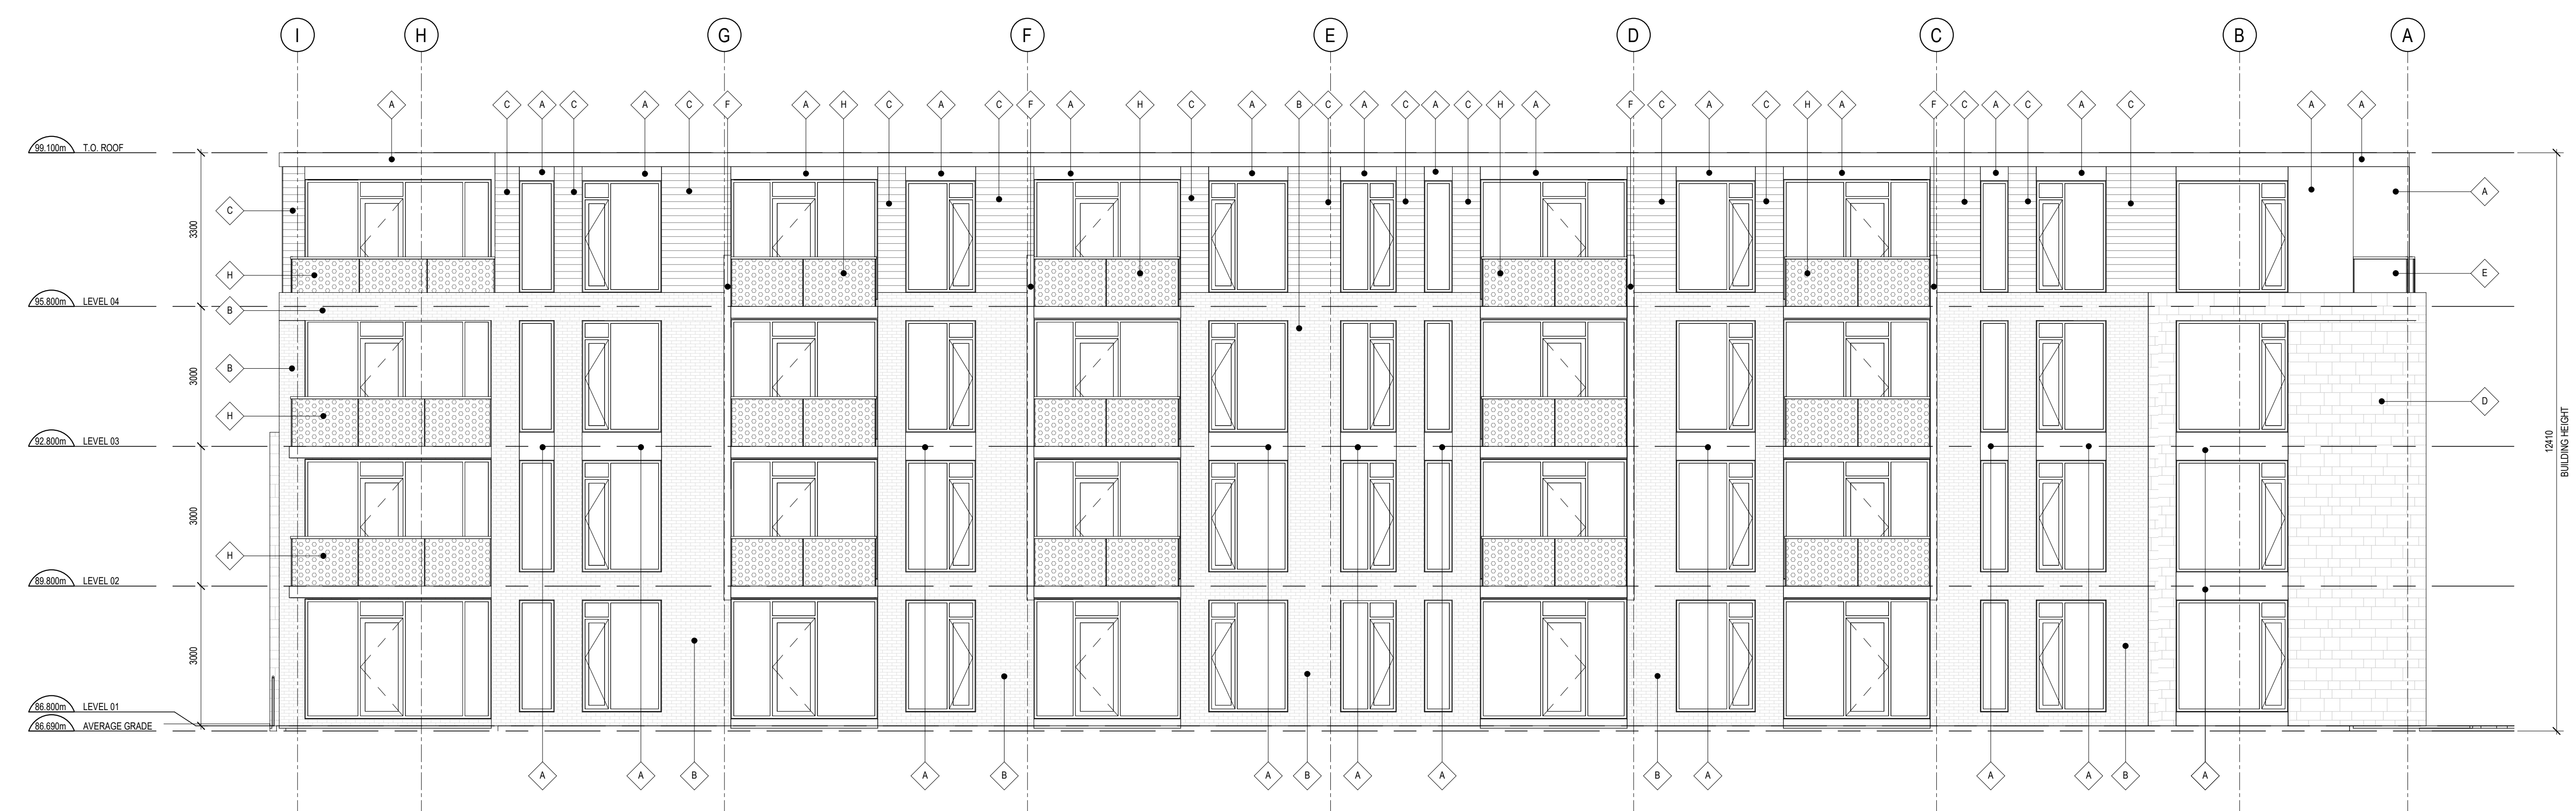 I H G F E D C B A
A C A C A C F A H C A C F A H C A B C A C A C H A F C A C H A F C A C A C A A
99.100m T.O. ROOF
C
A
3300
H
E
95.800m LEVEL 04
B
B
3000
D
H
12410
BUILDING HEIGHT
92.800m LEVEL 03
3000
H
89.800m LEVEL 02
3000
86.800m LEVEL 01
86.690m AVERAGE GRADE
A A B A B A B A A B A A A B A